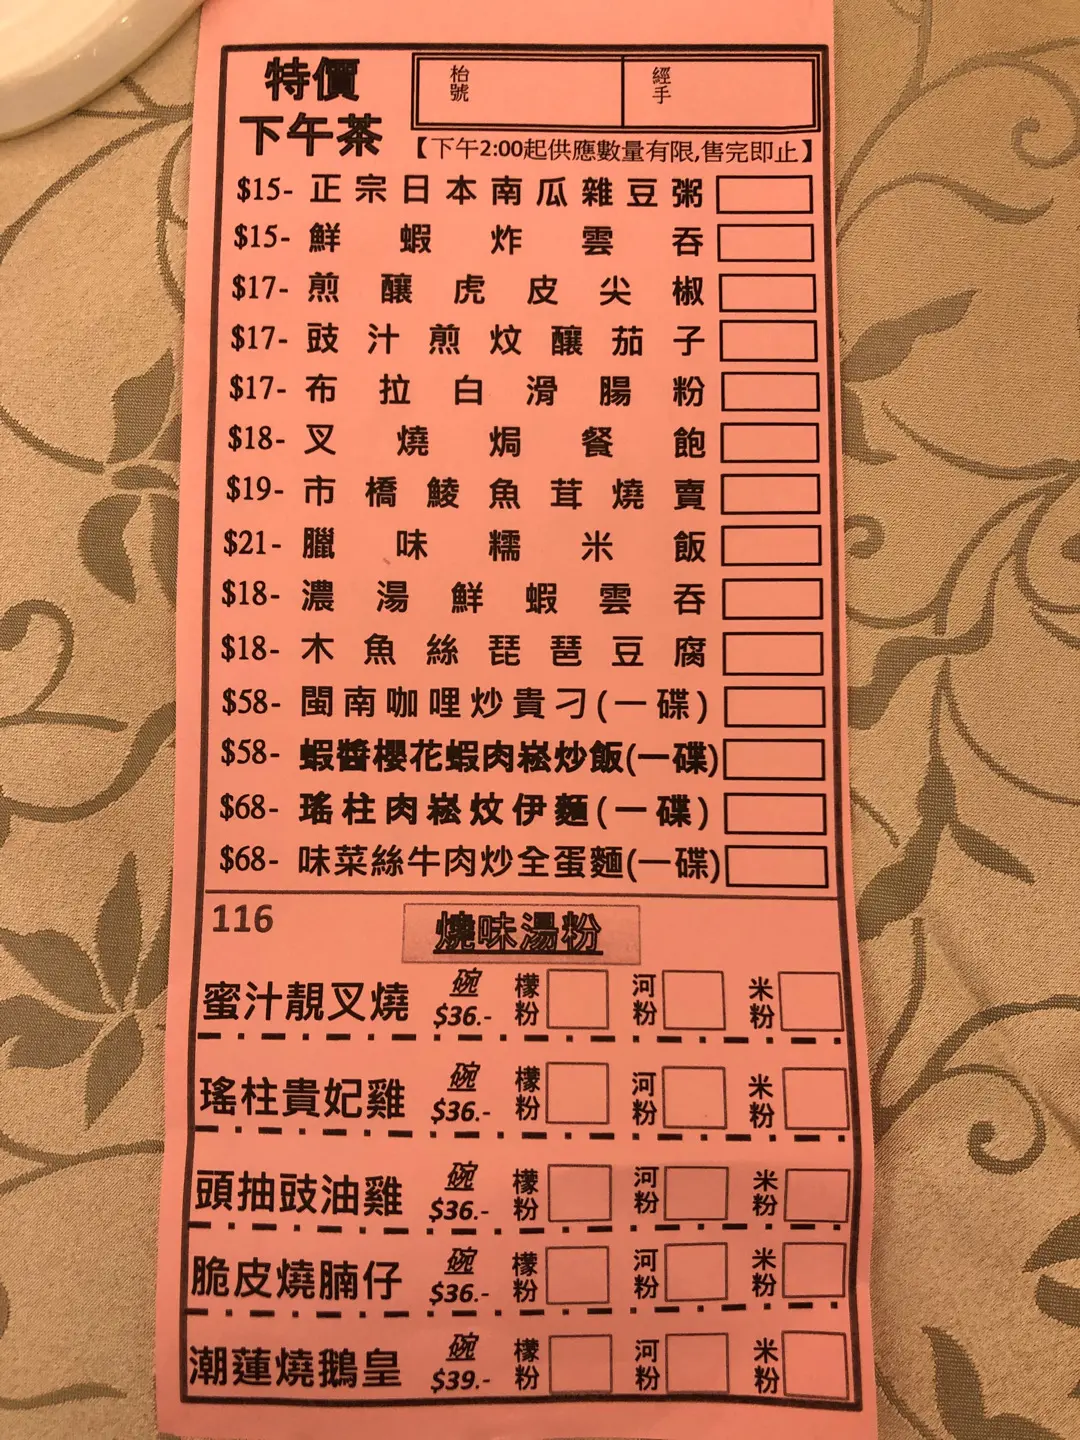 特價
下午茶
枱號
經手
【下午2:00起供應數量有限,售完即止】
$15- 正宗日本南瓜雜豆粥
$15- 鮮蝦炸雲吞
$17- 煎釀虎皮尖椒
$17- 豉汁煎炆釀茄子
$17- 布拉白滑腸粉
$18- 叉燒焗餐飽
$19- 市橋鯪魚茸燒賣
$21- 臘味糯米飯
$18- 濃湯鮮蝦雲吞
$18- 木魚絲琵琶豆腐
$58- 閩南咖哩炒貴刁(一碟)
$58- 蝦醬櫻花蝦肉崧炒飯(一碟)
$68- 瑤柱肉崧炆伊麵(一碟)
$68- 味菜絲牛肉炒全蛋麵(一碟)
116
燒味湯粉
蜜汁靚叉燒 碗 $36.- 檬粉 河粉 米粉
瑤柱貴妃雞 碗 $36.- 檬粉 河粉 米粉
頭抽豉油雞 碗 $36.- 檬粉 河粉 米粉
脆皮燒腩仔 碗 $36.- 檬粉 河粉 米粉
潮蓮燒鵝皇 碗 $39.- 檬粉 河粉 米粉